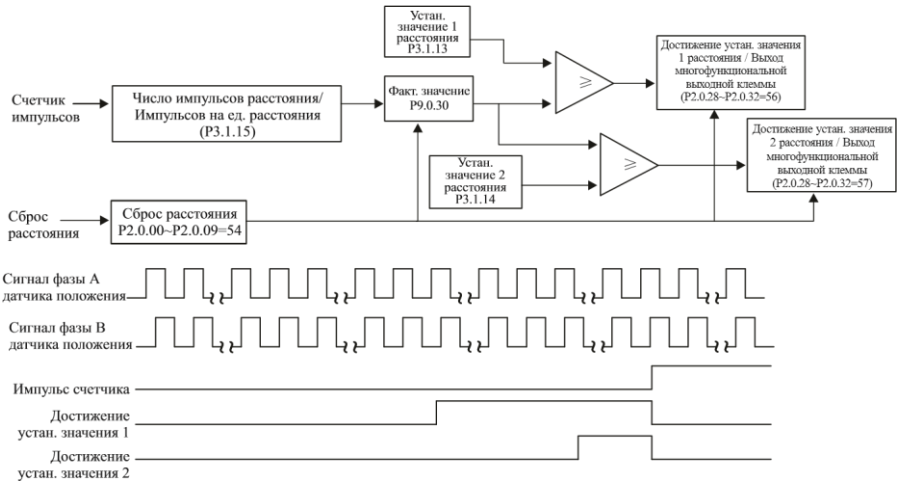 Устан.
значение 1
расстояния
P3.1.13
Достижение устан. значения
1 расстояния / Выход
многофункциональной
выходной клеммы
(P2.0.28~P2.0.32=56)
Счетчик
импульсов
Число импульсов расстояния/
Импульсов на ед. расстояния
(P3.1.15)
Факт. значение
P9.0.30
≥
Достижение устан. значения
2 расстояния / Выход
многофункциональной
выходной клеммы
(P2.0.28~P2.0.32=57)
Устан.
значение 2
расстояния
P3.1.14
≥
Сброс
расстояния
Сброс расстояния
P2.0.00~P2.0.09=54
Сигнал фазы А
датчика положения
Сигнал фазы В
датчика положения
Импульс счетчика
Достижение
устан. значения 1
Достижение
устан. значения 2